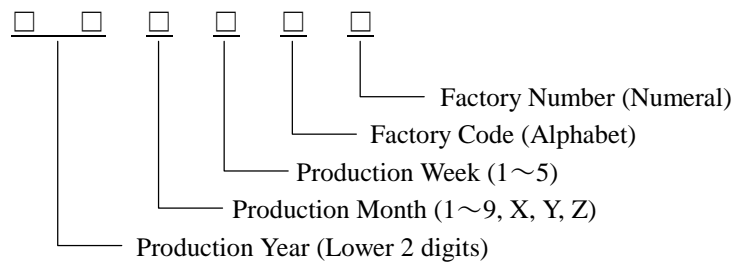 □ □ □ □ □ □
Factory Number (Numeral)
Factory Code (Alphabet)
Production Week (1～5)
Production Month (1～9, X, Y, Z)
Production Year (Lower 2 digits)